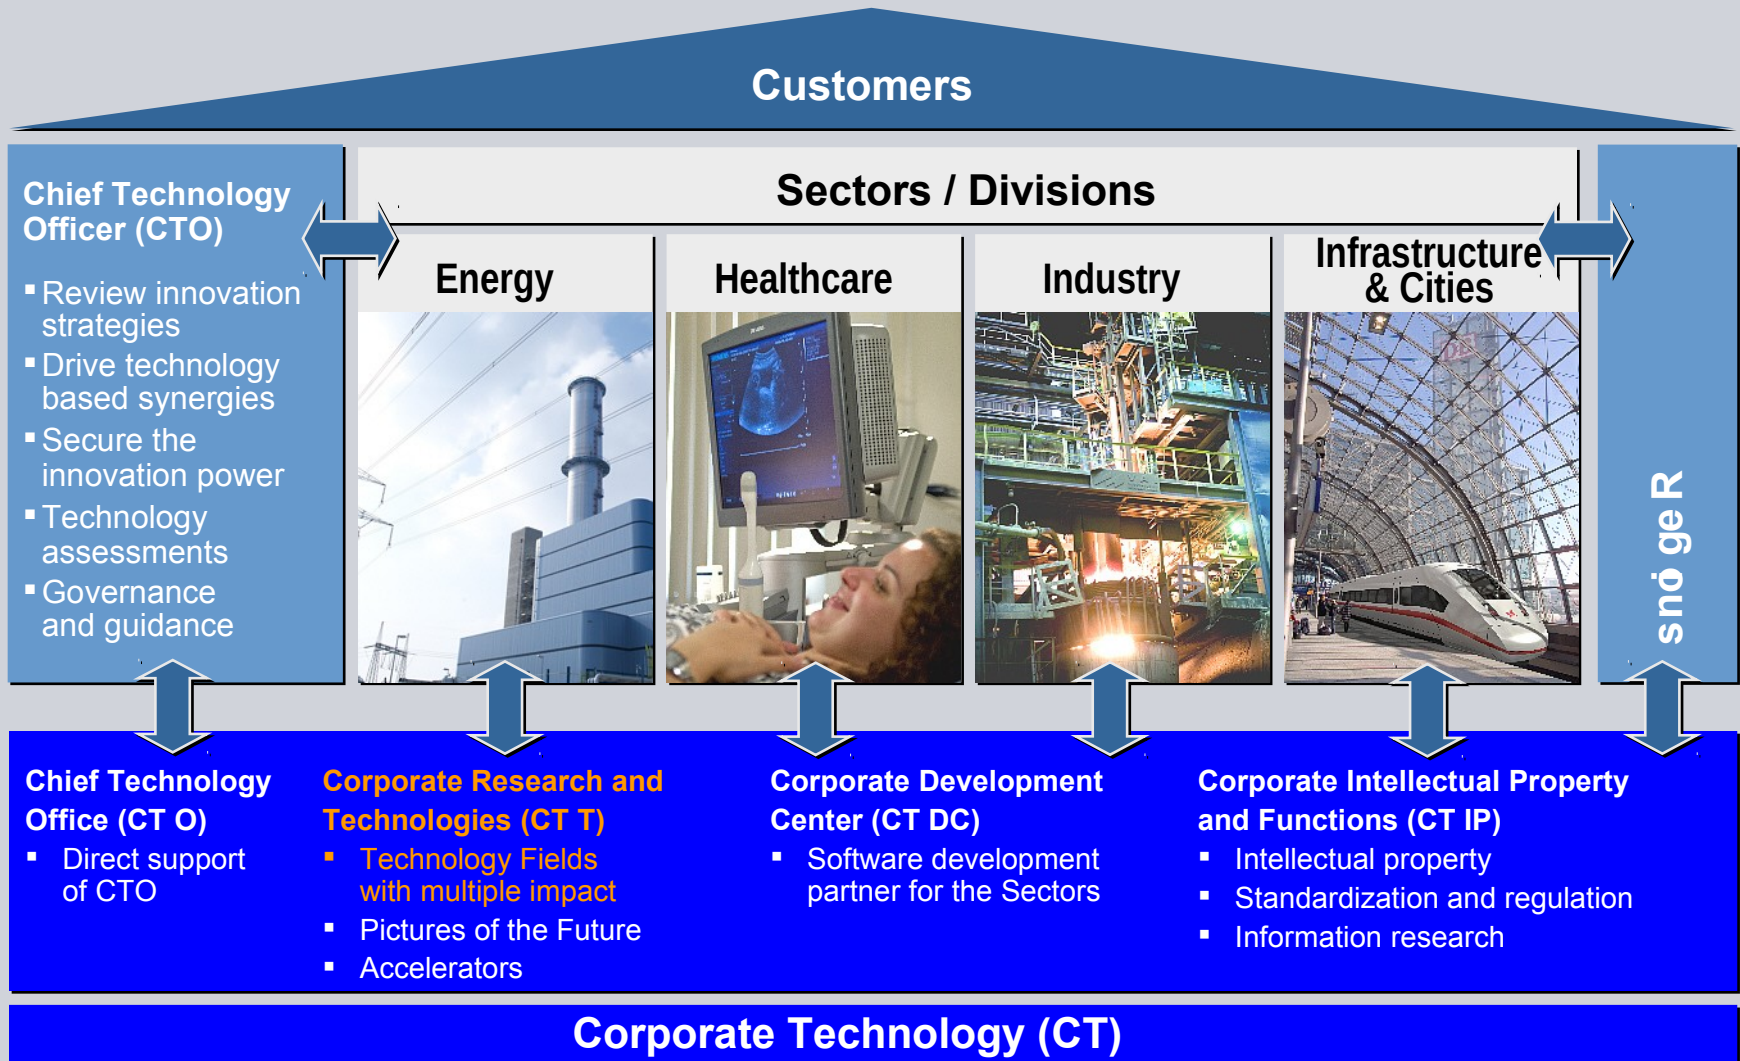 Customers
Chief Technology
Officer (CTO)
▪ Review innovation
strategies
▪ Drive technology
based synergies
▪ Secure the
innovation power
▪ Technology
assessments
▪ Governance
and guidance
Sectors / Divisions
Energy
Healthcare
Industry
Infrastructure
& Cities
snö ge R
Chief Technology
Office (CT O)
▪ Direct support
of CTO
Corporate Research and
Technologies (CT T)
▪ Technology Fields
with multiple impact
▪ Pictures of the Future
▪ Accelerators
Corporate Development
Center (CT DC)
▪ Software development
partner for the Sectors
Corporate Intellectual Property
and Functions (CT IP)
▪ Intellectual property
▪ Standardization and regulation
▪ Information research
Corporate Technology (CT)